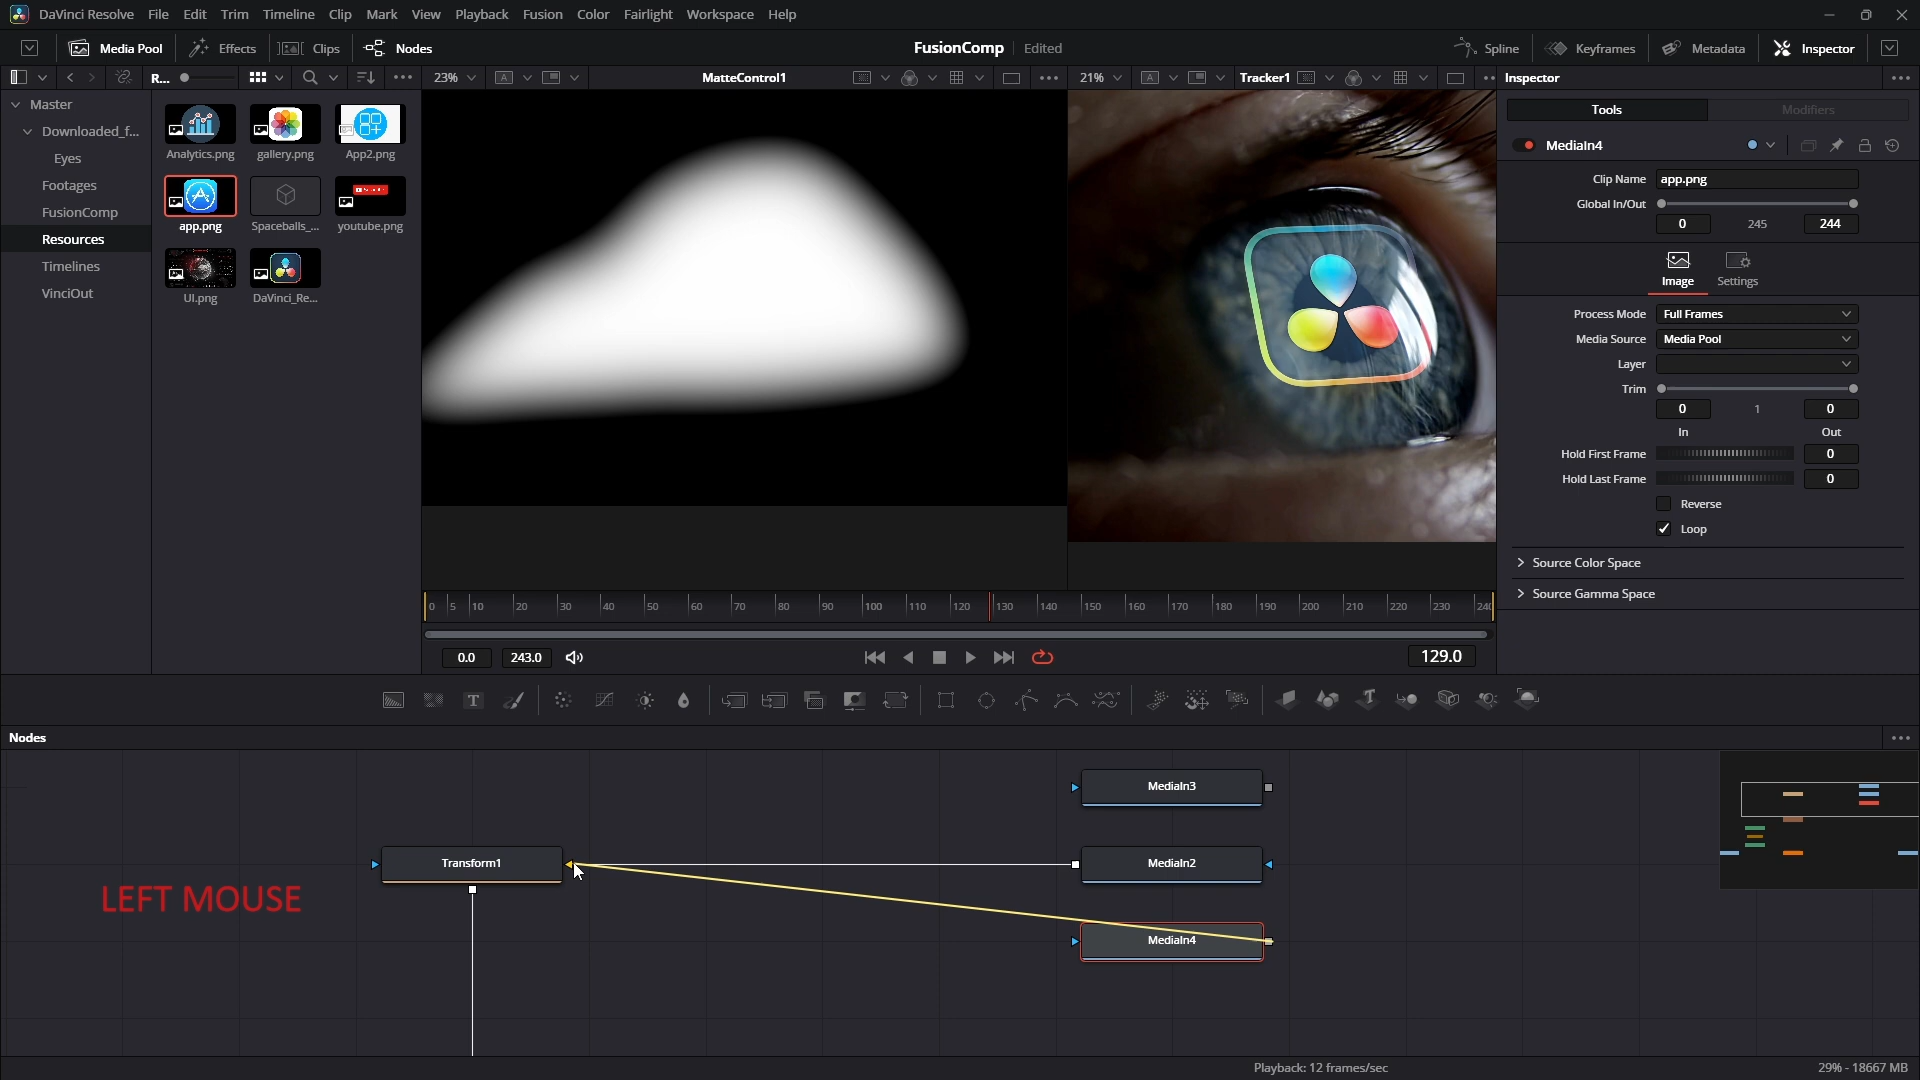 DaVinci Resolve File Edit Trim Timeline Clip Mark View Playback Fusion Color Fairlight Workspace Help
Media Pool Effects Clips Nodes FusionComp Edited Spline Keyframes Metadata Inspector
R... 23% MatteControl1 21% Tracker1 Inspector
Master
Downloaded_f...
Eyes
Footages
FusionComp
Resources
Timelines
VinciOut
Analytics.png gallery.png App2.png
app.png Spaceballs_... youtube.png
UI.png DaVinci_Re...
Tools Modifiers
MediaIn4
Clip Name app.png
Global In/Out
0 245 244
Image Settings
Process Mode Full Frames
Media Source Media Pool
Layer
Trim
0 1 0
In Out
Hold First Frame 0
Hold Last Frame 0
Reverse
Loop
Source Color Space
Source Gamma Space
0 5 10 20 30 40 50 60 70 80 90 100 110 120 130 140 150 160 170 180 190 200 210 220 230 240
0.0 243.0 129.0
Nodes
MediaIn3
Transform1 MediaIn2
LEFT MOUSE
MediaIn4
Playback: 12 frames/sec 29% - 18667 MB